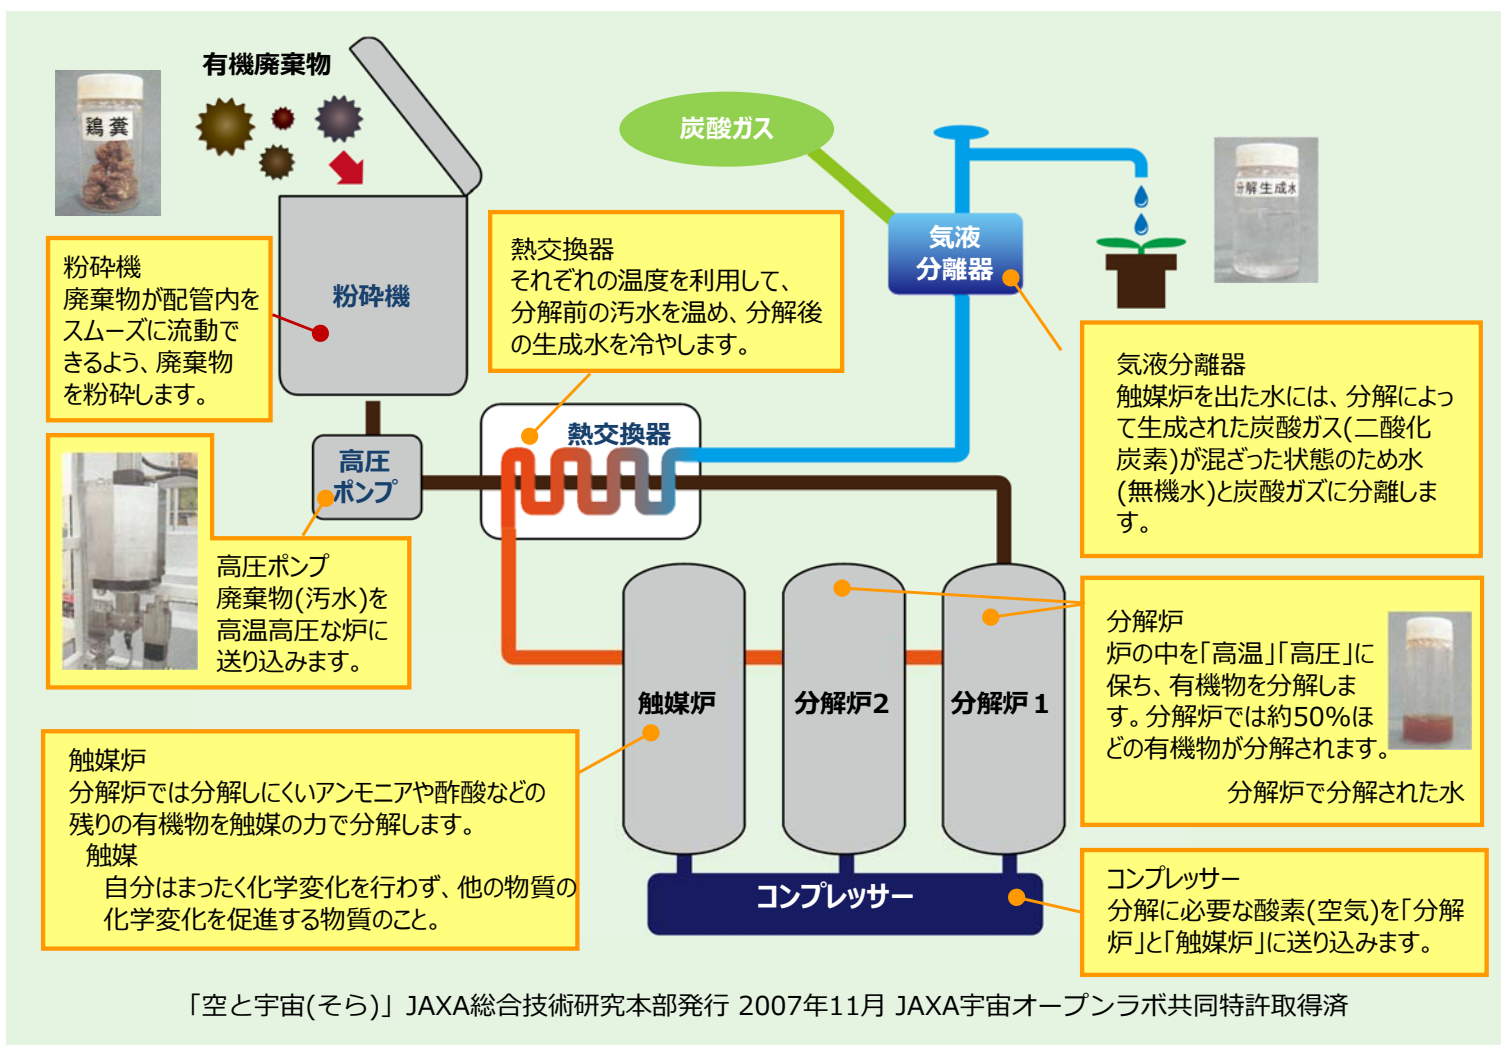 有機廃棄物
鶏糞
粉砕機
粉砕機
廃棄物が配管内を
スムーズに流動で
きるよう、廃棄物
を粉砕します。
炭酸ガス
気液
分離器
分解生成水
熱交換器
それぞれの温度を利用して、
分解前の汚水を温め、分解後
の生成水を冷やします。
気液分離器
触媒炉を出た水には、分解によっ
て生成された炭酸ガス(二酸化
炭素)が混ざった状態のため水
(無機水)と炭酸ガズに分離しま
す。
熱交換器
高圧
ポンプ
高圧ポンプ
廃棄物(汚水)を
高温高圧な炉に
送り込みます。
触媒炉
分解炉2
分解炉1
分解炉
炉の中を「高温」「高圧」に
保ち、有機物を分解しま
す。分解炉では約50%ほ
どの有機物が分解されます。
分解炉で分解された水
触媒炉
分解炉では分解しにくいアンモニアや酢酸などの
残りの有機物を触媒の力で分解します。
触媒
自分はまったく化学変化を行わず、他の物質の
化学変化を促進する物質のこと。
コンプレッサー
コンプレッサー
分解に必要な酸素(空気)を「分解
炉」と「触媒炉」に送り込みます。
「空と宇宙(そら)」JAXA総合技術研究本部発行 2007年11月 JAXA宇宙オープンラボ共同特許取得済